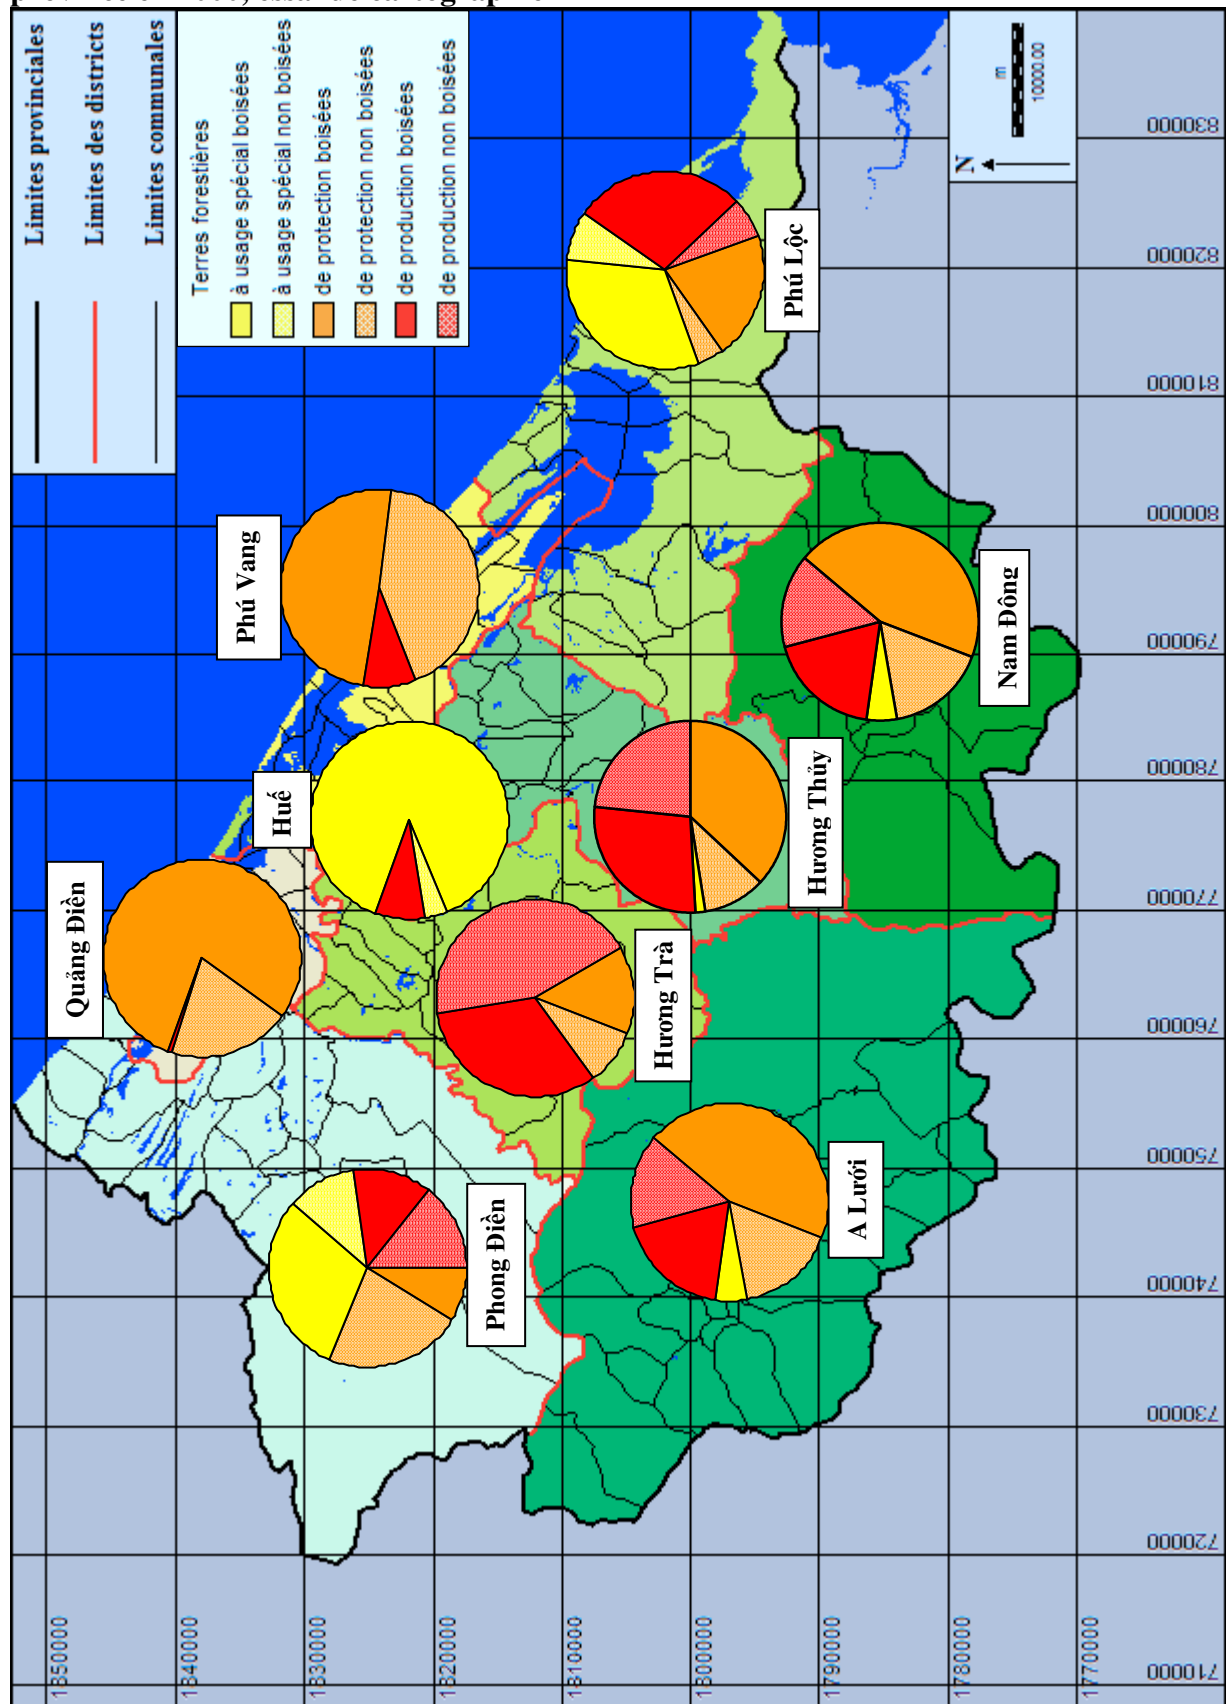 Limites provinciales
Limites des districts
Limites communales
Terres forestières
à usage spécial boisées
à usage spécial non boisées
de protection boisées
de protection non boisées
de production boisées
de production non boisées
Quảng Điền
Huế
Phú Vang
Phong Điền
Hương Trà
Hương Thủy
Phú Lộc
A Lưới
Nam Đông
N
m
10000.00
1850000
1840000
1830000
1820000
1810000
1800000
1790000
1780000
1770000
710000
720000
730000
740000
750000
760000
770000
780000
790000
800000
810000
820000
830000